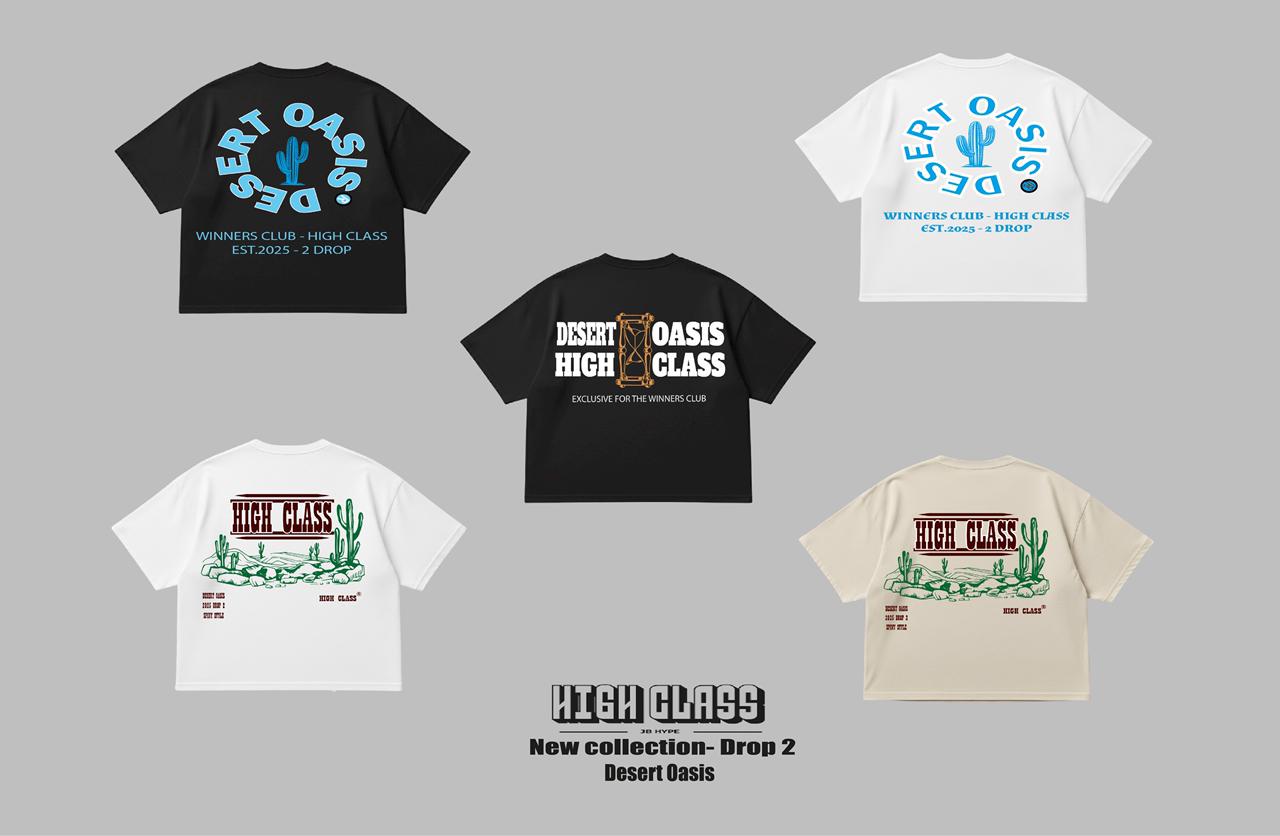 DESERT OASIS
WINNERS CLUB - HIGH CLASS
EST.2025 - 2 DROP
DESERT OASIS
WINNERS CLUB - HIGH CLASS
EST.2025 - 2 DROP
DESERT OASIS
HIGH CLASS
EXCLUSIVE FOR THE WINNERS CLUB
HIGH_CLASS
DESERT OASIS
2025 DROP 2
HIGH CLASS®
HIGH_CLASS
DESERT OASIS
2025 DROP 2
HIGH CLASS®
HIGH CLASS
JB HYPE
New collection- Drop 2
Desert Oasis